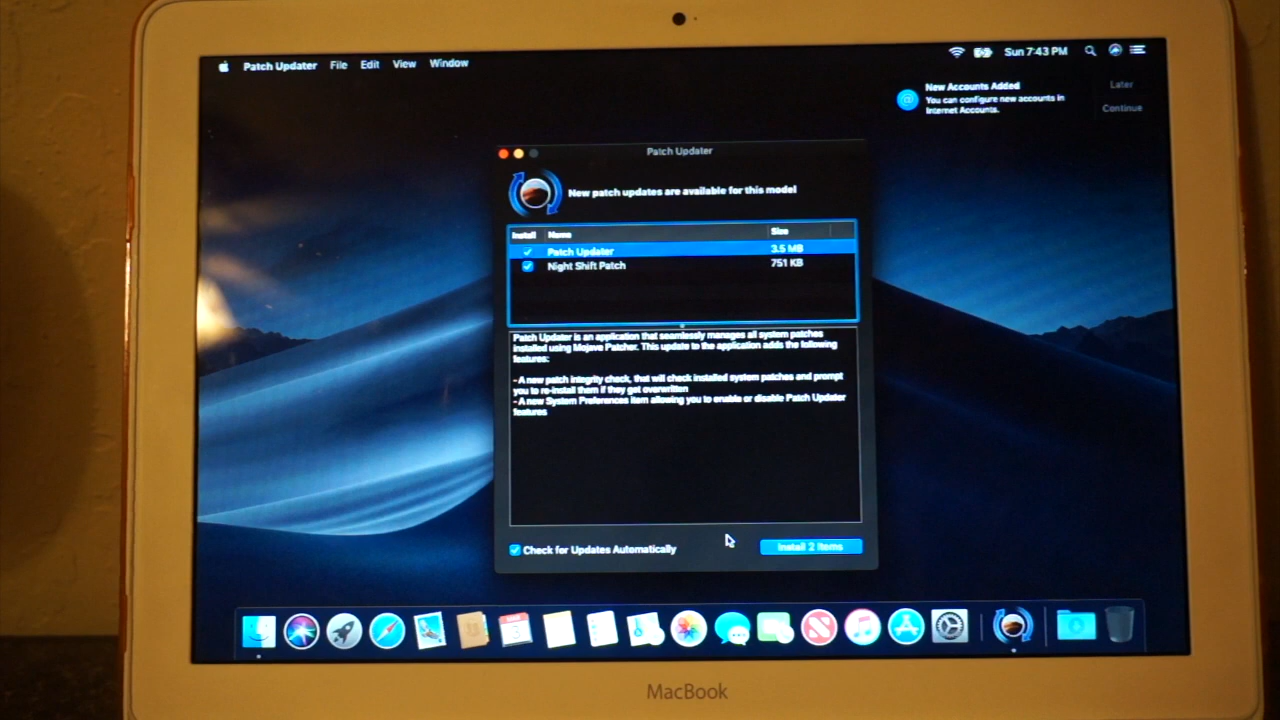 Patch Updater File Edit View Window
Sun 7:43 PM
New Accounts Added
Later
You can configure new accounts in
Internet Accounts.
Continue
Patch Updater
New patch updates are available for this model
Install Name Size
Patch Updater 3.5 MB
Night Shift Patch 751 KB
Patch Updater is an application that seamlessly manages all system patches
installed using Mojave Patcher. This update to the application adds the following
features:
- A new patch integrity check, that will check installed system patches and prompt
you to re-install them if they get overwritten
- A new System Preferences item allowing you to enable or disable Patch Updater
features
Check for Updates Automatically
Install 2 Items
MacBook